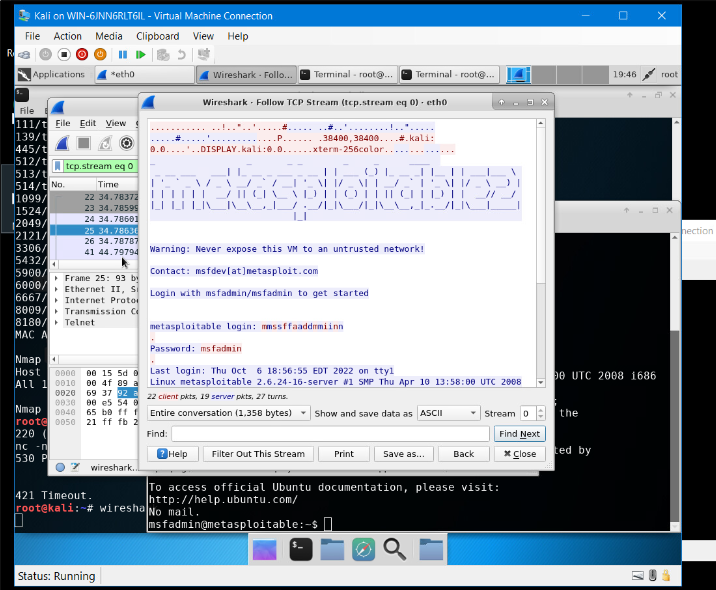 Kali on WIN-6JNN6RLT6IL - Virtual Machine Connection
File Action Media Clipboard View Help
Applications *eth0 Wireshark · Follo... Terminal - root@... Terminal - root@... 19:46 root
Wireshark · Follow TCP Stream (tcp.stream eq 0) · eth0
File
File Edit View
tcp.stream eq 0
No. Time
22 34.78372
23 34.78599
24 34.78601
25 34.78636
26 34.78787
41 44.79794
Frame 25: 93 by
Ethernet II, S
Internet Proto
Transmission C
Telnet
0000 00 15 5d 0
0010 00 4f 89 a
0020 69 37 92 a
0030 00 e5 54 0
0040 65 b0 ff f
0050 21 ff fb 2
wireshark...
111/t
139/t
445/t
512/t
513/t
514/t
1099/
1524/
2049/
2121/
3306/
5432/
5900/
6000/
6667/
8009/
8180/
MAC A
Nmap
Host
All 1
Nmap
root@
220 (
nc -n
530 P
421 Timeout.
root@kali:~# wiresha
............ ..!.."..'.....#..... ..#..'........!..".....
.....#.....'.............P...... .38400,38400....#.kali:
0.0....'..DISPLAY.kali:0.0......xterm-256color.............
Warning: Never expose this VM to an untrusted network!
Contact: msfdev[at]metasploit.com
Login with msfadmin/msfadmin to get started
metasploitable login: mmssffaaddmmiinn
.
Password: msfadmin
.
Last login: Thu Oct  6 18:56:55 EDT 2022 on tty1
Linux metasploitable 2.6.24-16-server #1 SMP Thu Apr 10 13:58:00 UTC 2008
22 client pkts, 19 server pkts, 27 turns.
Entire conversation (1,358 bytes) Show and save data as ASCII Stream 0
Find: Find Next
Help Filter Out This Stream Print Save as... Back Close
nection
00 UTC 2008 i686
;
the
ted by
To access official Ubuntu documentation, please visit:
http://help.ubuntu.com/
No mail.
msfadmin@metasploitable:~$
Status: Running